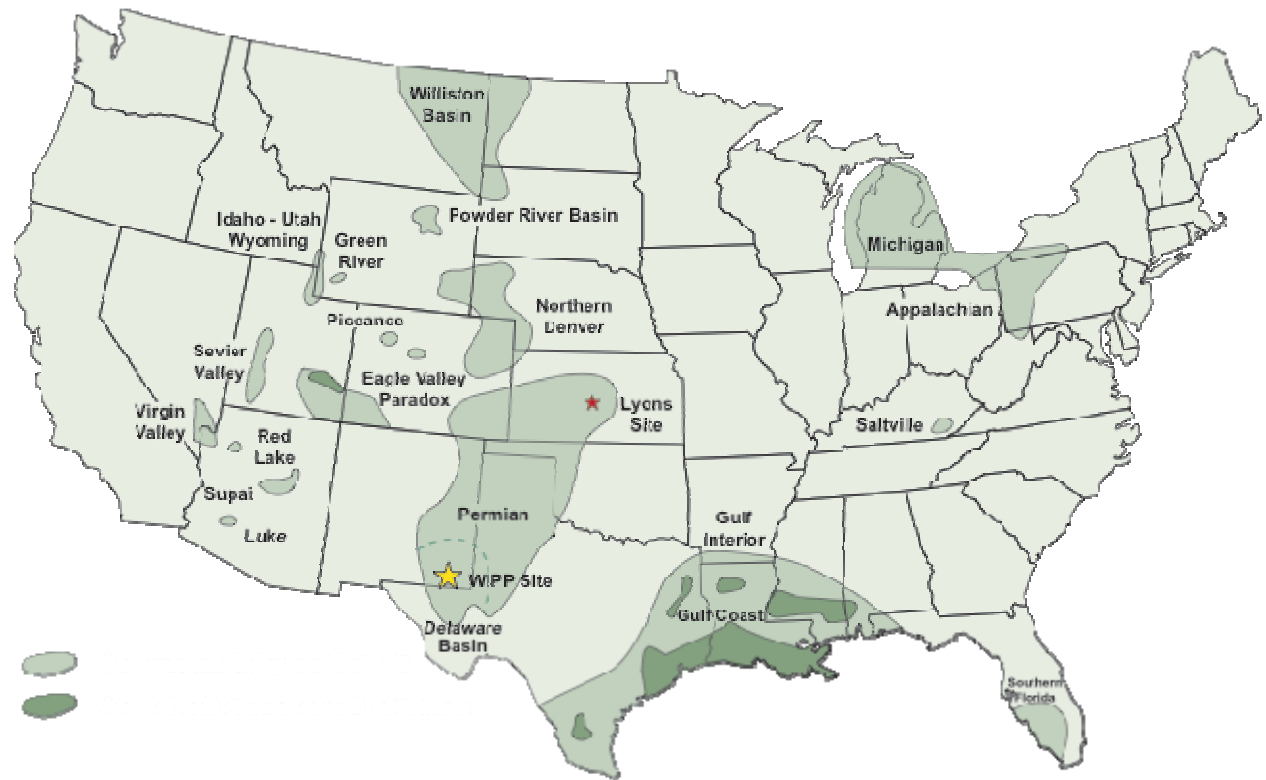 Williston
Basin
Idaho - Utah
Wyoming
Green
River
Powder River Basin
Michigan
Northern
Denver
Appalachian
Piceance
Sevier
Valley
Eagle Valley
Paradox
Virgin
Valley
Lyons
Site
Saltville
Red
Lake
Supai
Luke
Permian
Gulf
Interior
WIPP Site
Gulf Coast
Delaware
Basin
Southern
Florida